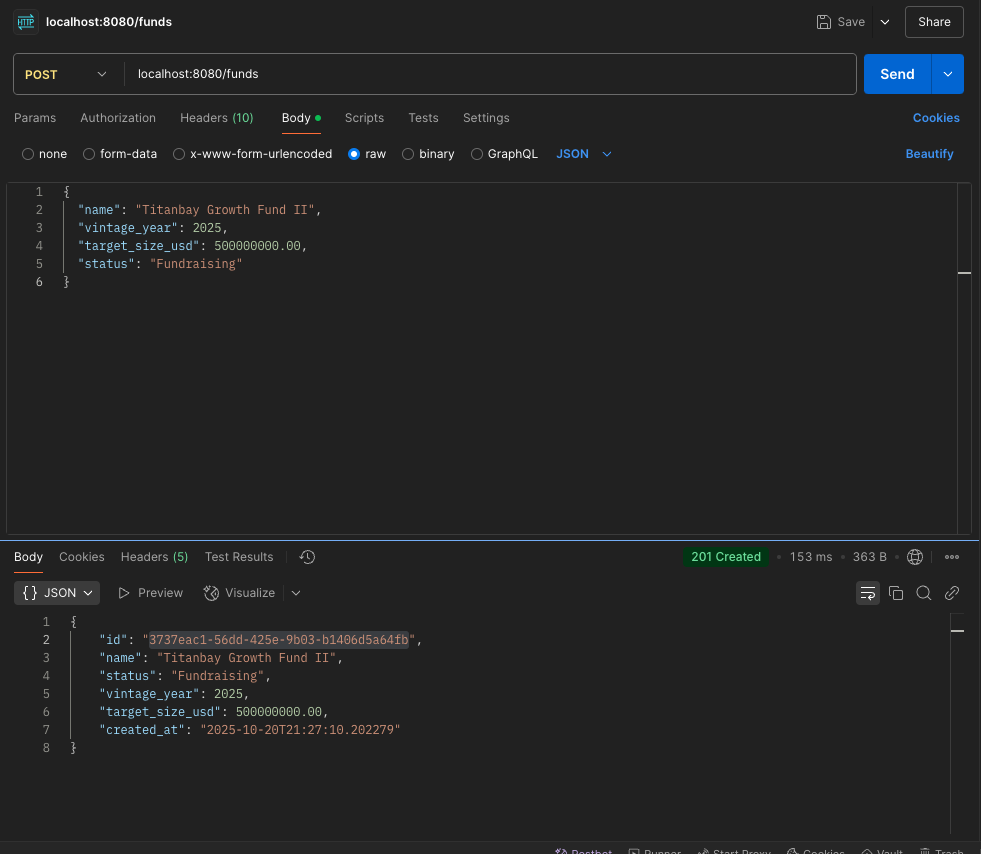 HTTP localhost:8080/funds Save Share
POST localhost:8080/funds Send
Params Authorization Headers (10) Body Scripts Tests Settings Cookies
none form-data x-www-form-urlencoded raw binary GraphQL JSON Beautify
1 {
2 "name": "Titanbay Growth Fund II",
3 "vintage_year": 2025,
4 "target_size_usd": 500000000.00,
5 "status": "Fundraising"
6 }
Body Cookies Headers (5) Test Results 201 Created • 153 ms • 363 B •
{} JSON Preview Visualize
1 {
2 "id": "3737eac1-56dd-425e-9b03-b1406d5a64fb",
3 "name": "Titanbay Growth Fund II",
4 "status": "Fundraising",
5 "vintage_year": 2025,
6 "target_size_usd": 500000000.00,
7 "created_at": "2025-10-20T21:27:10.202279"
8 }
Postbot Runner Start Proxy Cookies Vault Trash